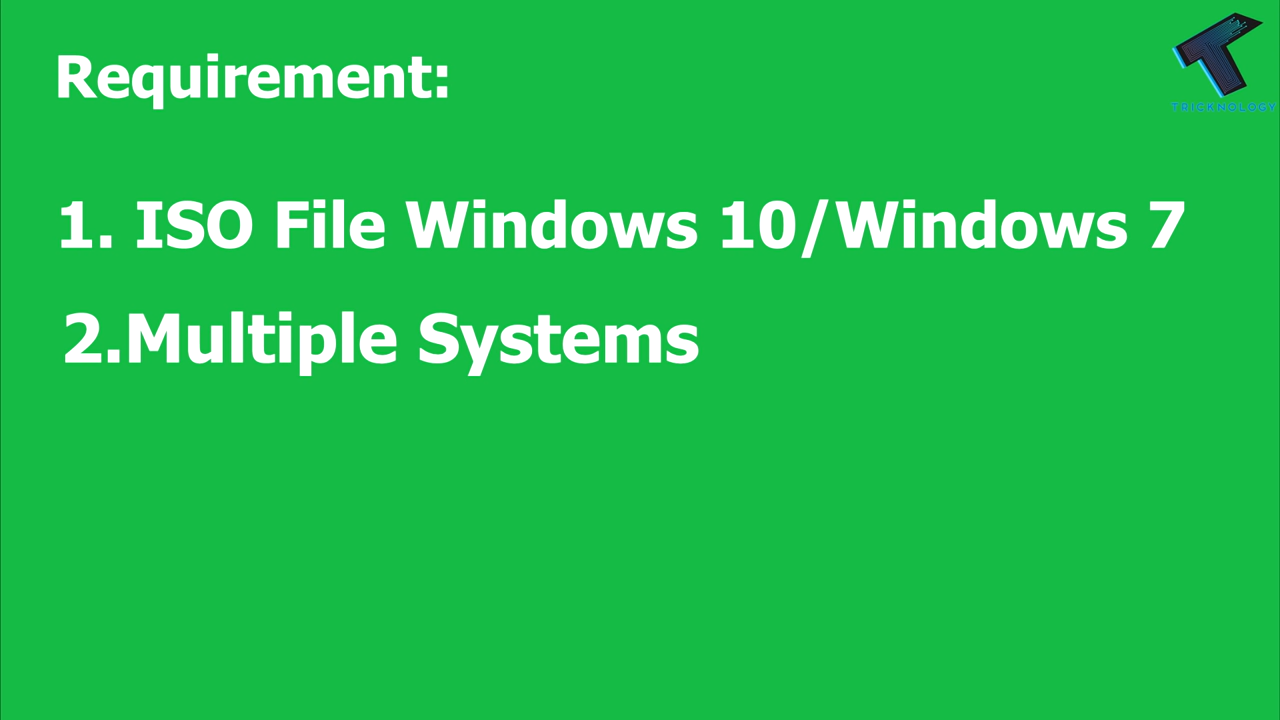 Requirement:
TRICKNOLOGY
1. ISO File Windows 10/Windows 7
2.Multiple Systems